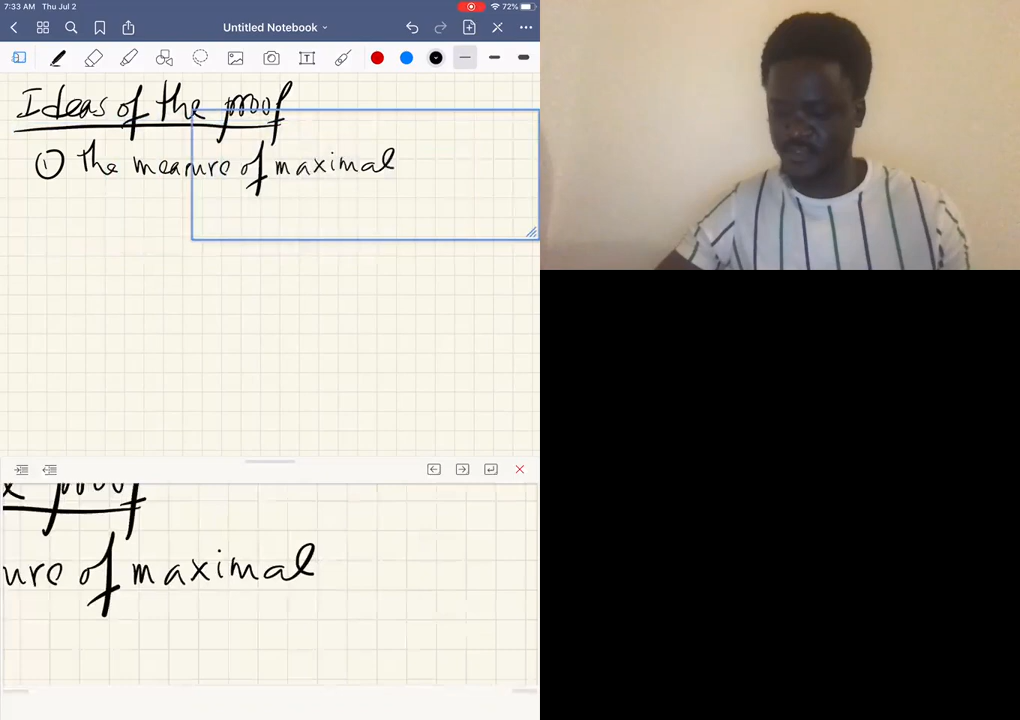 7:33 AM Thu Jul 2
72%
Untitled Notebook
Ideas of the proof
① the measure of maximal
proof
ure of maximal